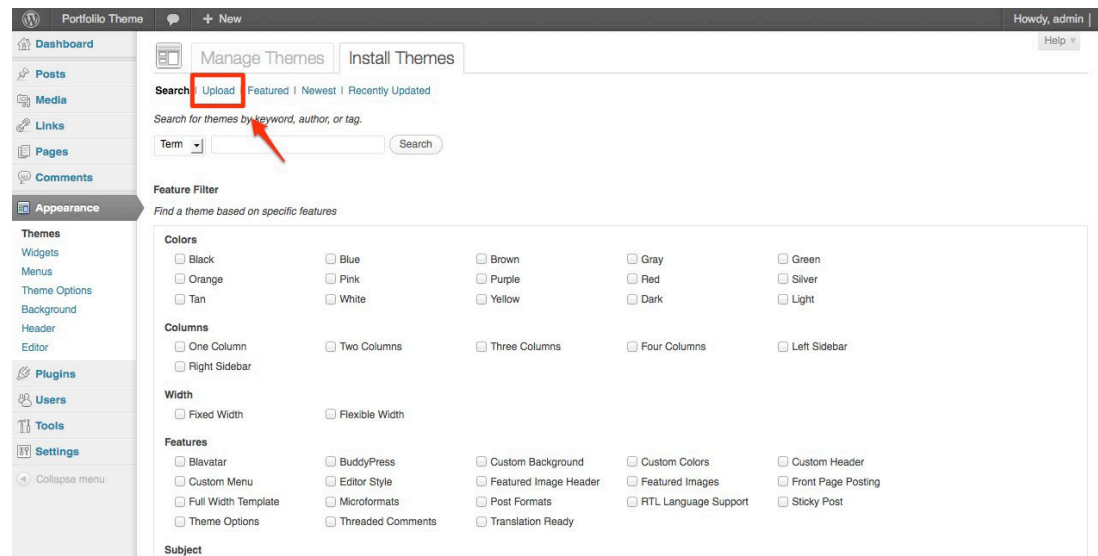 Portfolilo Theme + New Howdy, admin
Help
Dashboard
Posts
Media
Links
Pages
Comments
Appearance
Themes
Widgets
Menus
Theme Options
Background
Header
Editor
Plugins
Users
Tools
Settings
Collapse menu
Manage Themes Install Themes
Search | Upload | Featured | Newest | Recently Updated
Search for themes by keyword, author, or tag.
Term Search
Feature Filter
Find a theme based on specific features
Colors
Black Blue Brown Gray Green
Orange Pink Purple Red Silver
Tan White Yellow Dark Light
Columns
One Column Two Columns Three Columns Four Columns Left Sidebar
Right Sidebar
Width
Fixed Width Flexible Width
Features
Blavatar BuddyPress Custom Background Custom Colors Custom Header
Custom Menu Editor Style Featured Image Header Featured Images Front Page Posting
Full Width Template Microformats Post Formats RTL Language Support Sticky Post
Theme Options Threaded Comments Translation Ready
Subject